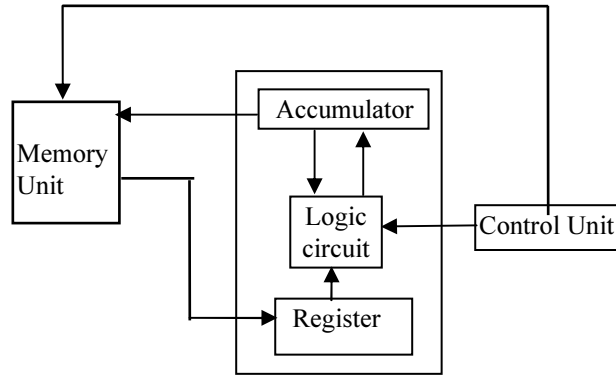 Accumulator
Memory
Unit
Logic
circuit
Control Unit
Register